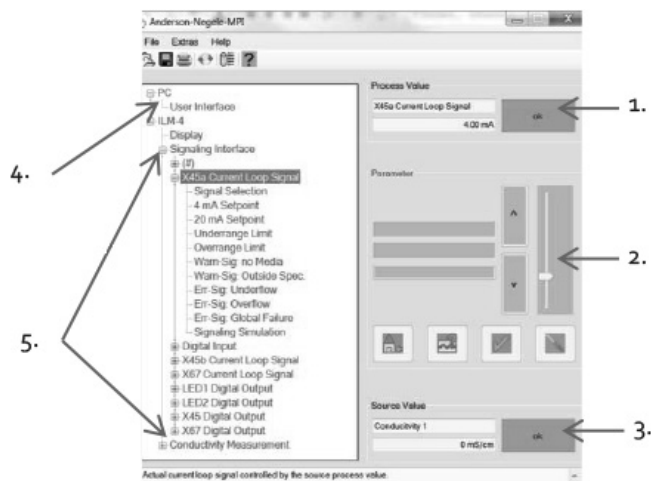 Anderson-Negele-MPI
File Extras Help
PC
User Interface
ILM-4
Display
Signaling Interface
(#)
X45a Current Loop Signal
Signal Selection
4 mA Setpoint
20 mA Setpoint
Underrange Limit
Overrange Limit
Warn-Sig: no Media
Warn-Sig: Outside Spec.
Err-Sig: Underflow
Err-Sig: Overflow
Err-Sig: Global Failure
Signaling Simulation
Digital Input
X45b Current Loop Signal
X67 Current Loop Signal
LED1 Digital Output
LED2 Digital Output
X45 Digital Output
X67 Digital Output
Conductivity Measurement
Process Value
X45a Current Loop Signal
4.00 mA
ok
Parameter
Source Value
Conductivity 1
0 mS/cm
ok
Actual current loop signal controlled by the source process value.
1.
2.
3.
4.
5.